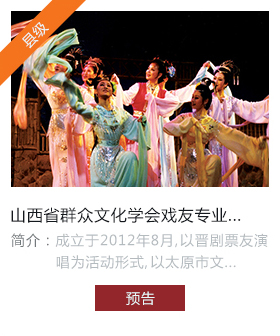 县级
山西省群众文化学会戏友专业...
简介：成立于2012年8月,以晋剧票友演
唱为活动形式, 以太原市文...
预告